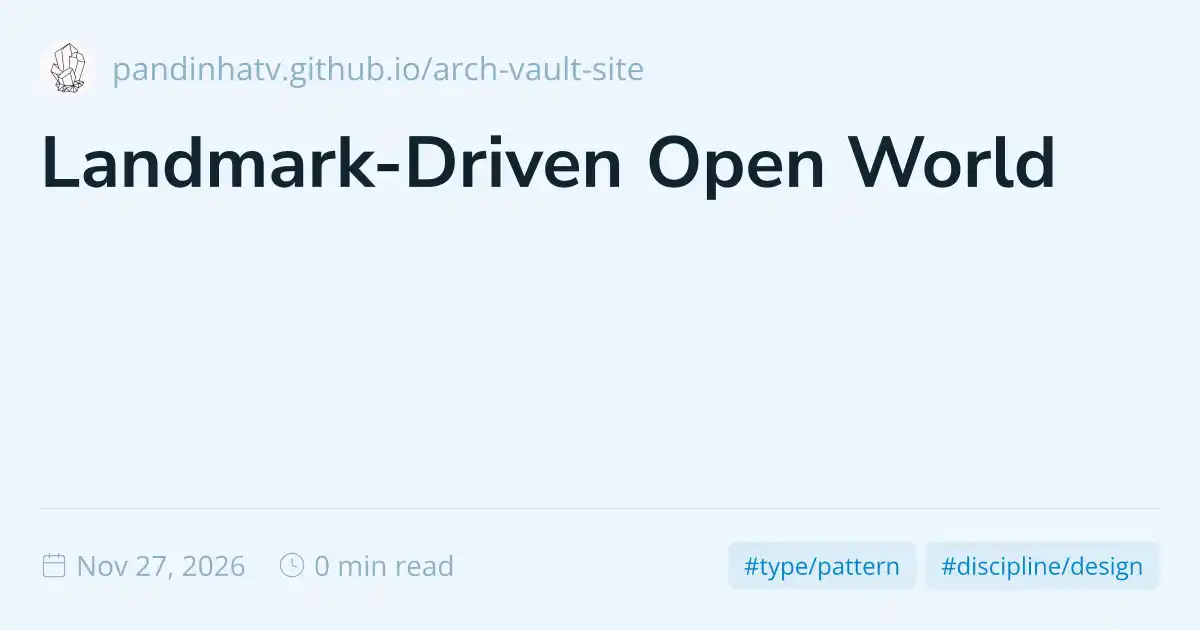 pandinhatv.github.io/arch-vault-site
Landmark-Driven Open World
Nov 27, 2026 0 min read #type/pattern #discipline/design